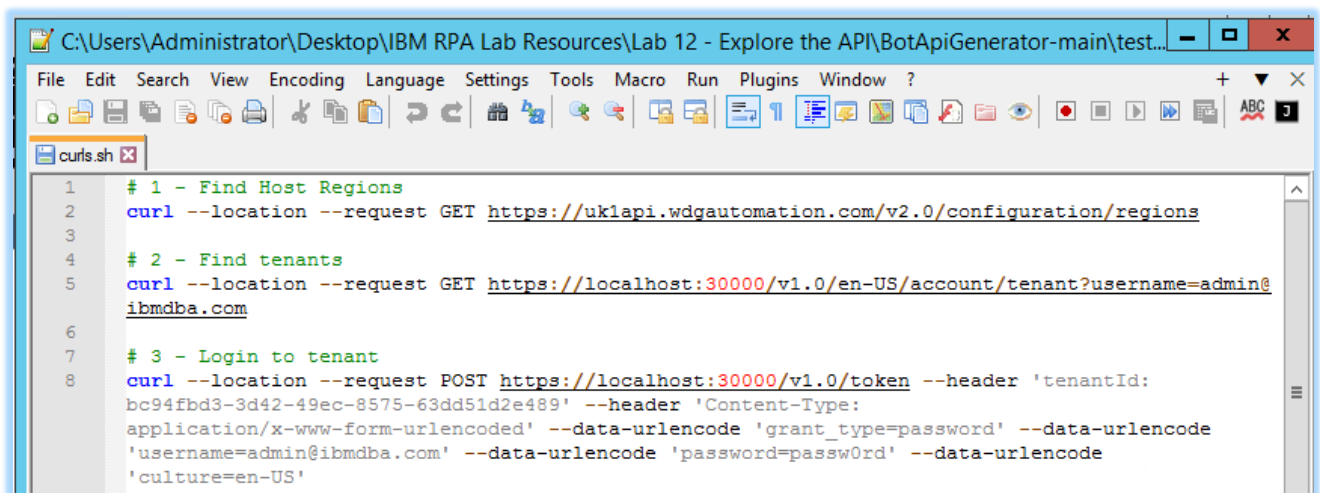 C:\Users\Administrator\Desktop\IBM RPA Lab Resources\Lab 12 - Explore the API\BotApiGenerator-main\test...
File Edit Search View Encoding Language Settings Tools Macro Run Plugins Window ?
ABC
J
curls.sh
1 # 1 - Find Host Regions
2 curl --location --request GET https://uk1api.wdgautomation.com/v2.0/configuration/regions
3
4 # 2 - Find tenants
5 curl --location --request GET https://localhost:30000/v1.0/en-US/account/tenant?username=admin@
ibmdba.com
6
7 # 3 - Login to tenant
8 curl --location --request POST https://localhost:30000/v1.0/token --header 'tenantId:
bc94fbd3-3d42-49ec-8575-63dd51d2e489' --header 'Content-Type:
application/x-www-form-urlencoded' --data-urlencode 'grant_type=password' --data-urlencode
'username=admin@ibmdba.com' --data-urlencode 'password=passw0rd' --data-urlencode
'culture=en-US'